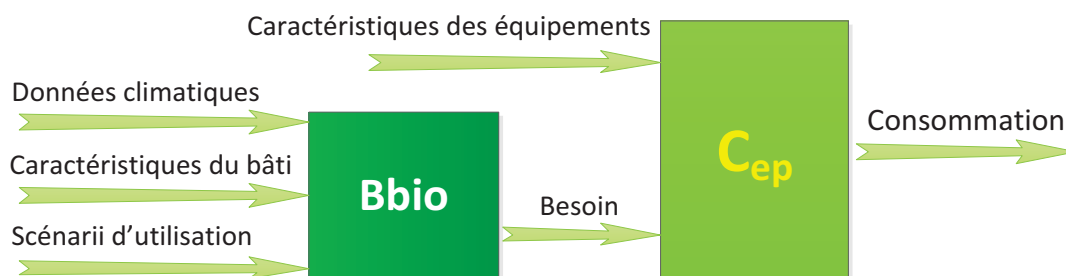 Caractéristiques des équipements
Données climatiques
Caractéristiques du bâti
Scénarii d’utilisation
Bbio
Besoin
Cep
Consommation